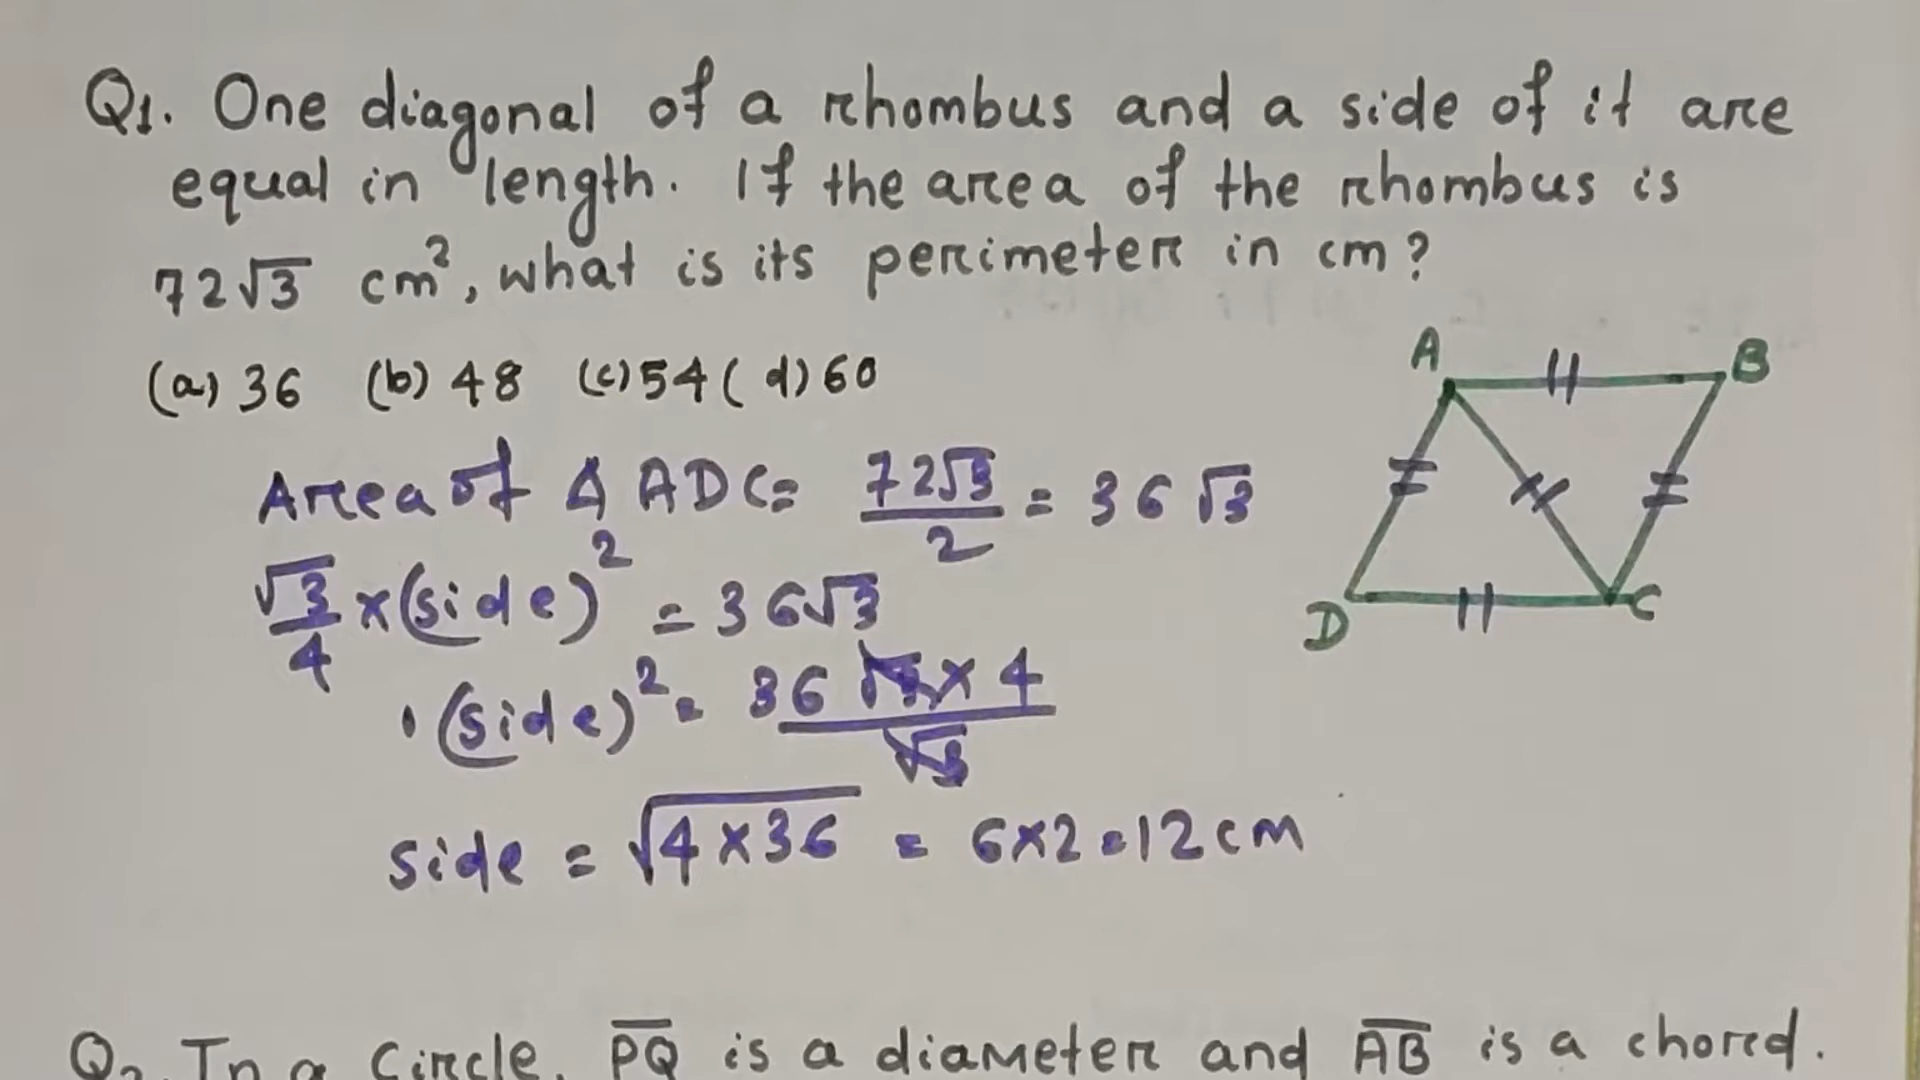 Q1. One diagonal of a rhombus and a side of it are
equal in length. If the area of the rhombus is
72√3 cm², what is its perimeter in cm?
(a) 36 (b) 48 (c) 54 (d) 60
A B
D C
Area of Δ ADC = 72√3/2 = 36√3
√3/4 × (side)² = 36√3
(side)² = 36√3 × 4/√3
side = √4×36 = 6×2 = 12 cm
Q2. In a circle, P̅Q̅ is a diameter and A̅B̅ is a chord.